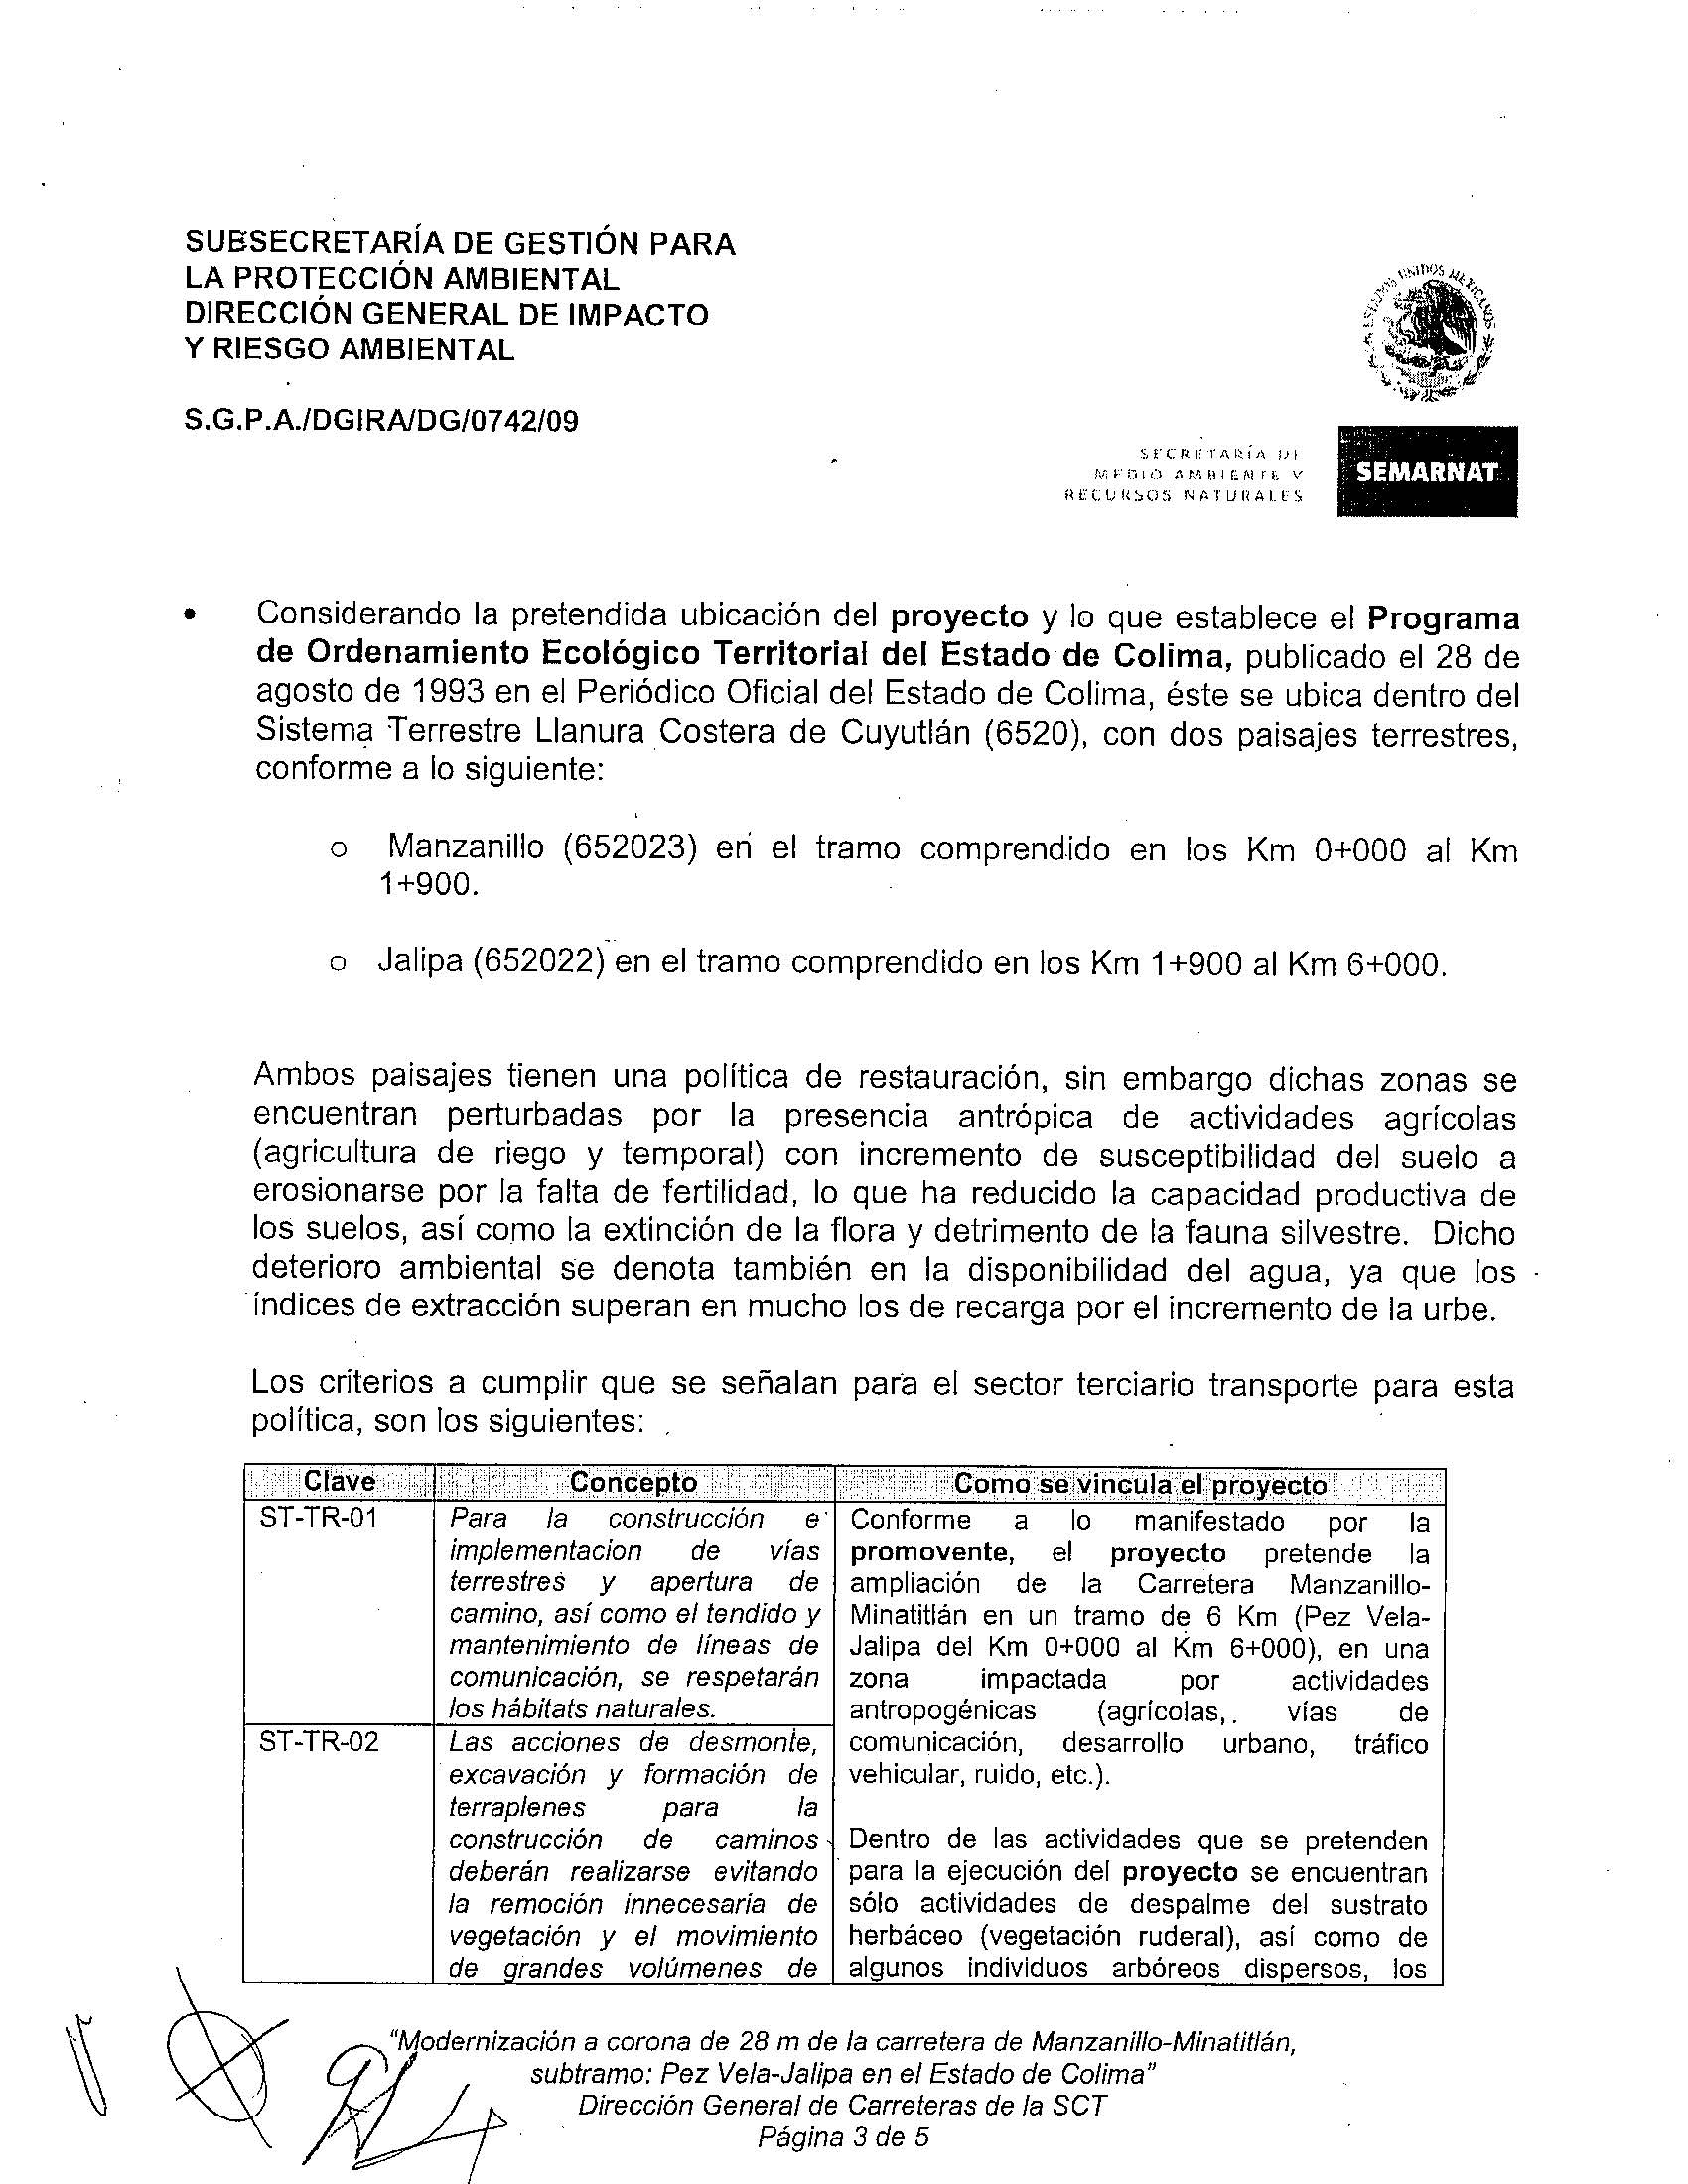 SUBSECRETARÍA DE GESTIÓN PARA
LA PROTECCIÓN AMBIENTAL
DIRECCIÓN GENERAL DE IMPACTO
Y RIESGO AMBIENTAL
S.G.P.A./DGIRA/DG/0742/09
ESTADOS UNIDOS MEXICANOS
SECRETARÍA DE
MEDIO AMBIENTE Y
RECURSOS NATURALES
SEMARNAT
• Considerando la pretendida ubicación del proyecto y lo que establece el Programa
de Ordenamiento Ecológico Territorial del Estado de Colima, publicado el 28 de
agosto de 1993 en el Periódico Oficial del Estado de Colima, éste se ubica dentro del
Sistema Terrestre Llanura Costera de Cuyutlán (6520), con dos paisajes terrestres,
conforme a lo siguiente:
o Manzanillo (652023) en el tramo comprendido en los Km 0+000 al Km
1+900.
o Jalipa (652022) en el tramo comprendido en los Km 1+900 al Km 6+000.
Ambos paisajes tienen una política de restauración, sin embargo dichas zonas se
encuentran perturbadas por la presencia antrópica de actividades agrícolas
(agricultura de riego y temporal) con incremento de susceptibilidad del suelo a
erosionarse por la falta de fertilidad, lo que ha reducido la capacidad productiva de
los suelos, así como la extinción de la flora y detrimento de la fauna silvestre. Dicho
deterioro ambiental se denota también en la disponibilidad del agua, ya que los
índices de extracción superan en mucho los de recarga por el incremento de la urbe.
Los criterios a cumplir que se señalan para el sector terciario transporte para esta
política, son los siguientes:
Clave Concepto Como se vincula el proyecto
ST-TR-01
Para la construcción e
implementacion de vías
terrestres y apertura de
camino, así como el tendido y
mantenimiento de líneas de
comunicación, se respetarán
los hábitats naturales.
ST-TR-02
Las acciones de desmonte,
excavación y formación de
terraplenes para la
construcción de caminos
deberán realizarse evitando
la remoción innecesaria de
vegetación y el movimiento
de grandes volúmenes de
Conforme a lo manifestado por la
promovente, el proyecto pretende la
ampliación de la Carretera Manzanillo-
Minatitlán en un tramo de 6 Km (Pez Vela-
Jalipa del Km 0+000 al Km 6+000), en una
zona impactada por actividades
antropogénicas (agrícolas, vías de
comunicación, desarrollo urbano, tráfico
vehicular, ruido, etc.).
Dentro de las actividades que se pretenden
para la ejecución del proyecto se encuentran
sólo actividades de despalme del sustrato
herbáceo (vegetación ruderal), así como de
algunos individuos arbóreos dispersos, los
"Modernización a corona de 28 m de la carretera de Manzanillo-Minatitlán,
subtramo: Pez Vela-Jalipa en el Estado de Colima"
Dirección General de Carreteras de la SCT
Página 3 de 5